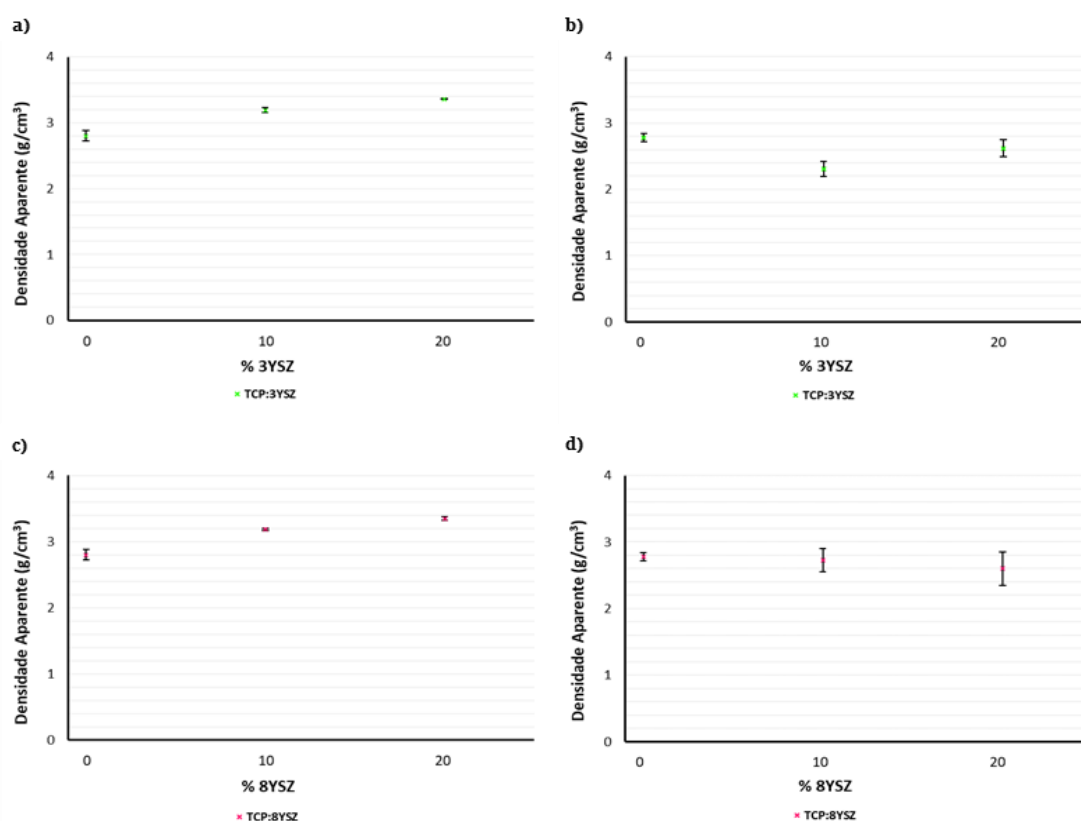 a)
4
3
2
1
0
Densidade Aparente (g/cm³)
0 10 20
% 3YSZ
TCP:3YSZ
b)
4
3
2
1
0
Densidade Aparente (g/cm³)
0 10 20
% 3YSZ
TCP:3YSZ
c)
4
3
2
1
0
Densidade Aparente (g/cm³)
0 10 20
% 8YSZ
TCP:8YSZ
d)
4
3
2
1
0
Densidade Aparente (g/cm³)
0 10 20
% 8YSZ
TCP:8YSZ